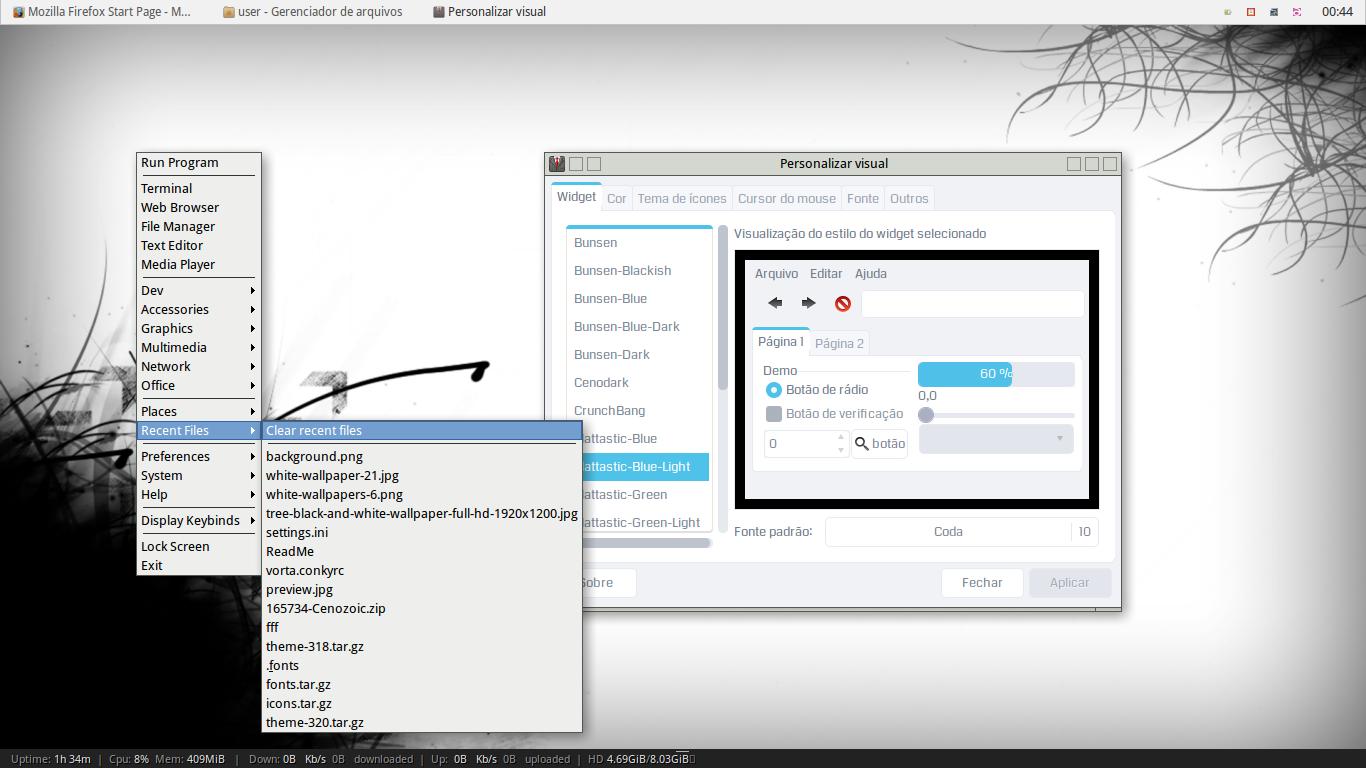 Mozilla Firefox Start Page - M...
user - Gerenciador de arquivos
Personalizar visual
00:44
Run Program
Terminal
Web Browser
File Manager
Text Editor
Media Player
Dev
Accessories
Graphics
Multimedia
Network
Office
Places
Recent Files
Preferences
System
Help
Display Keybinds
Lock Screen
Exit
Clear recent files
background.png
white-wallpaper-21.jpg
white-wallpapers-6.png
tree-black-and-white-wallpaper-full-hd-1920x1200.jpg
settings.ini
ReadMe
vorta.conkyrc
preview.jpg
165734-Cenozoic.zip
fff
theme-318.tar.gz
.fonts
fonts.tar.gz
icons.tar.gz
theme-320.tar.gz
Personalizar visual
Widget Cor Tema de ícones Cursor do mouse Fonte Outros
Bunsen
Bunsen-Blackish
Bunsen-Blue
Bunsen-Blue-Dark
Bunsen-Dark
Cenodark
CrunchBang
attastic-Blue
attastic-Blue-Light
attastic-Green
attastic-Green-Light
Visualização do estilo do widget selecionado
Arquivo Editar Ajuda
Página 1 Página 2
Demo
Botão de rádio
Botão de verificação
0
botão
60 %
0,0
Fonte padrão:
Coda 10
Sobre
Fechar
Aplicar
Uptime: 1h 34m | Cpu: 8% Mem: 409MiB | Down: 0B Kb/s 0B downloaded | Up: 0B Kb/s 0B uploaded | HD 4.69GiB/8.03GiB